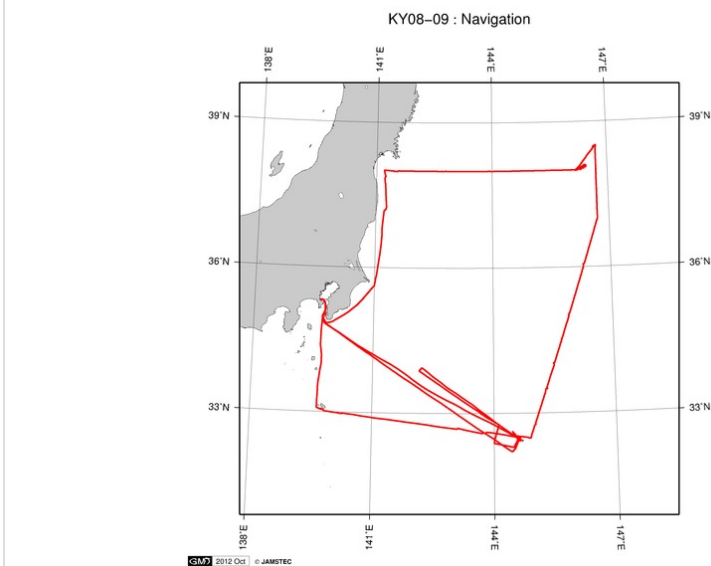 KY08−09 : Navigation
138˚E 141˚E 144˚E 147˚E
39˚N 39˚N
36˚N 36˚N
33˚N 33˚N
138˚E 141˚E 144˚E 147˚E
GMD 2012 Oct © JAMSTEC